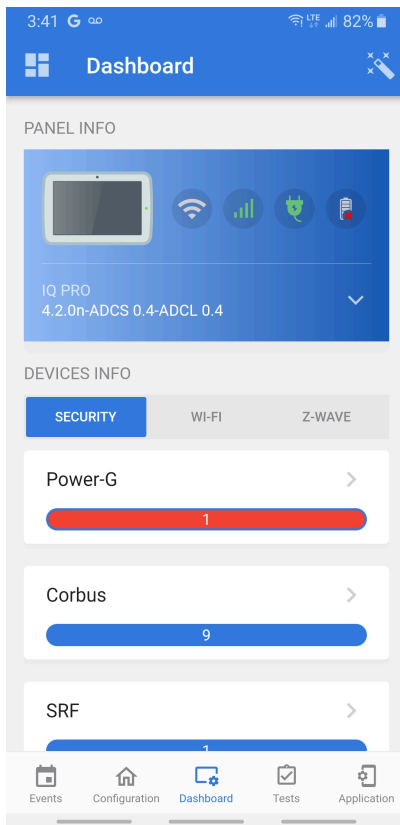 3:41 G
LTE 82%
Dashboard
PANEL INFO
IQ PRO
4.2.0n-ADCS 0.4-ADCL 0.4
DEVICES INFO
SECURITY WI-FI Z-WAVE
Power-G
1
Corbus
9
SRF
1
Events Configuration Dashboard Tests Application